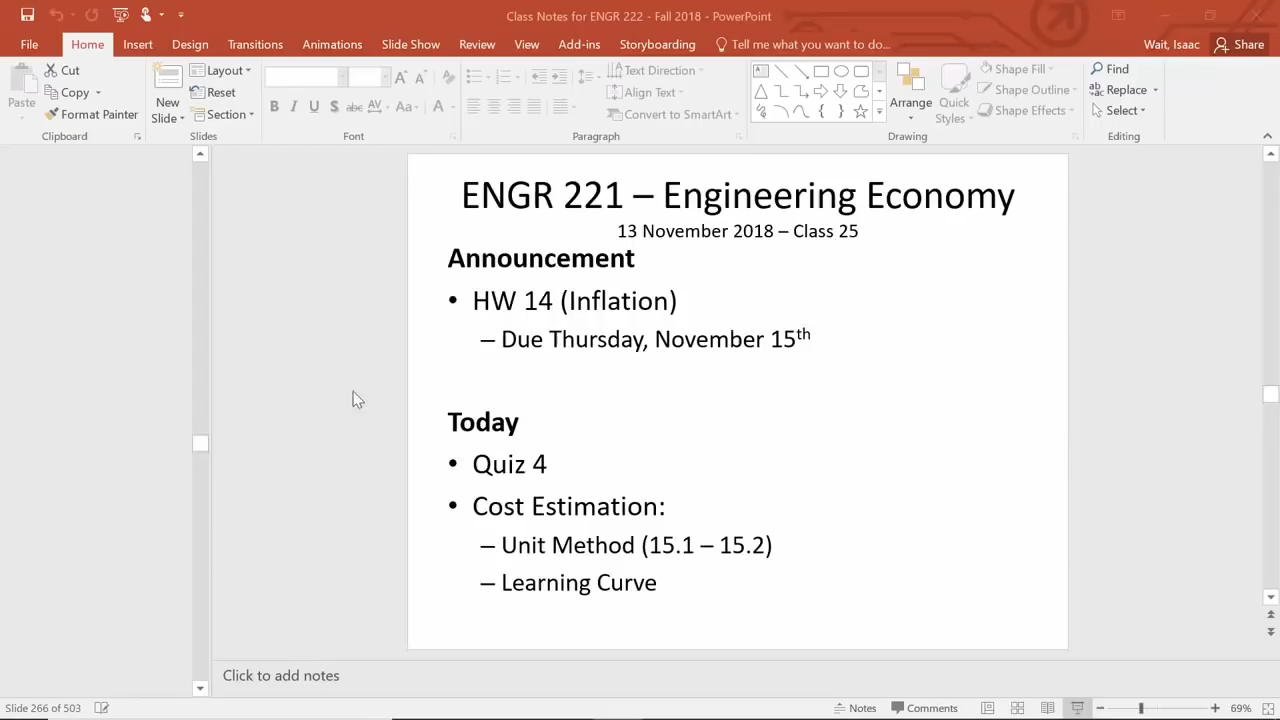 Class Notes for ENGR 222 - Fall 2018 - PowerPoint
File Home Insert Design Transitions Animations Slide Show Review View Add-ins Storyboarding Tell me what you want to do... Wait, Isaac Share
Paste
Cut
Copy
Format Painter
Clipboard
New Slide
Layout
Reset
Section
Slides
B I U S abc AV Aa A
Font
Text Direction
Align Text
Convert to SmartArt
Paragraph
Arrange
Quick Styles
Shape Fill
Shape Outline
Shape Effects
Drawing
Find
Replace
Select
Editing
ENGR 221 – Engineering Economy
13 November 2018 – Class 25
Announcement
• HW 14 (Inflation)
– Due Thursday, November 15th
Today
• Quiz 4
• Cost Estimation:
– Unit Method (15.1 – 15.2)
– Learning Curve
Click to add notes
Slide 266 of 503 Notes Comments 69%